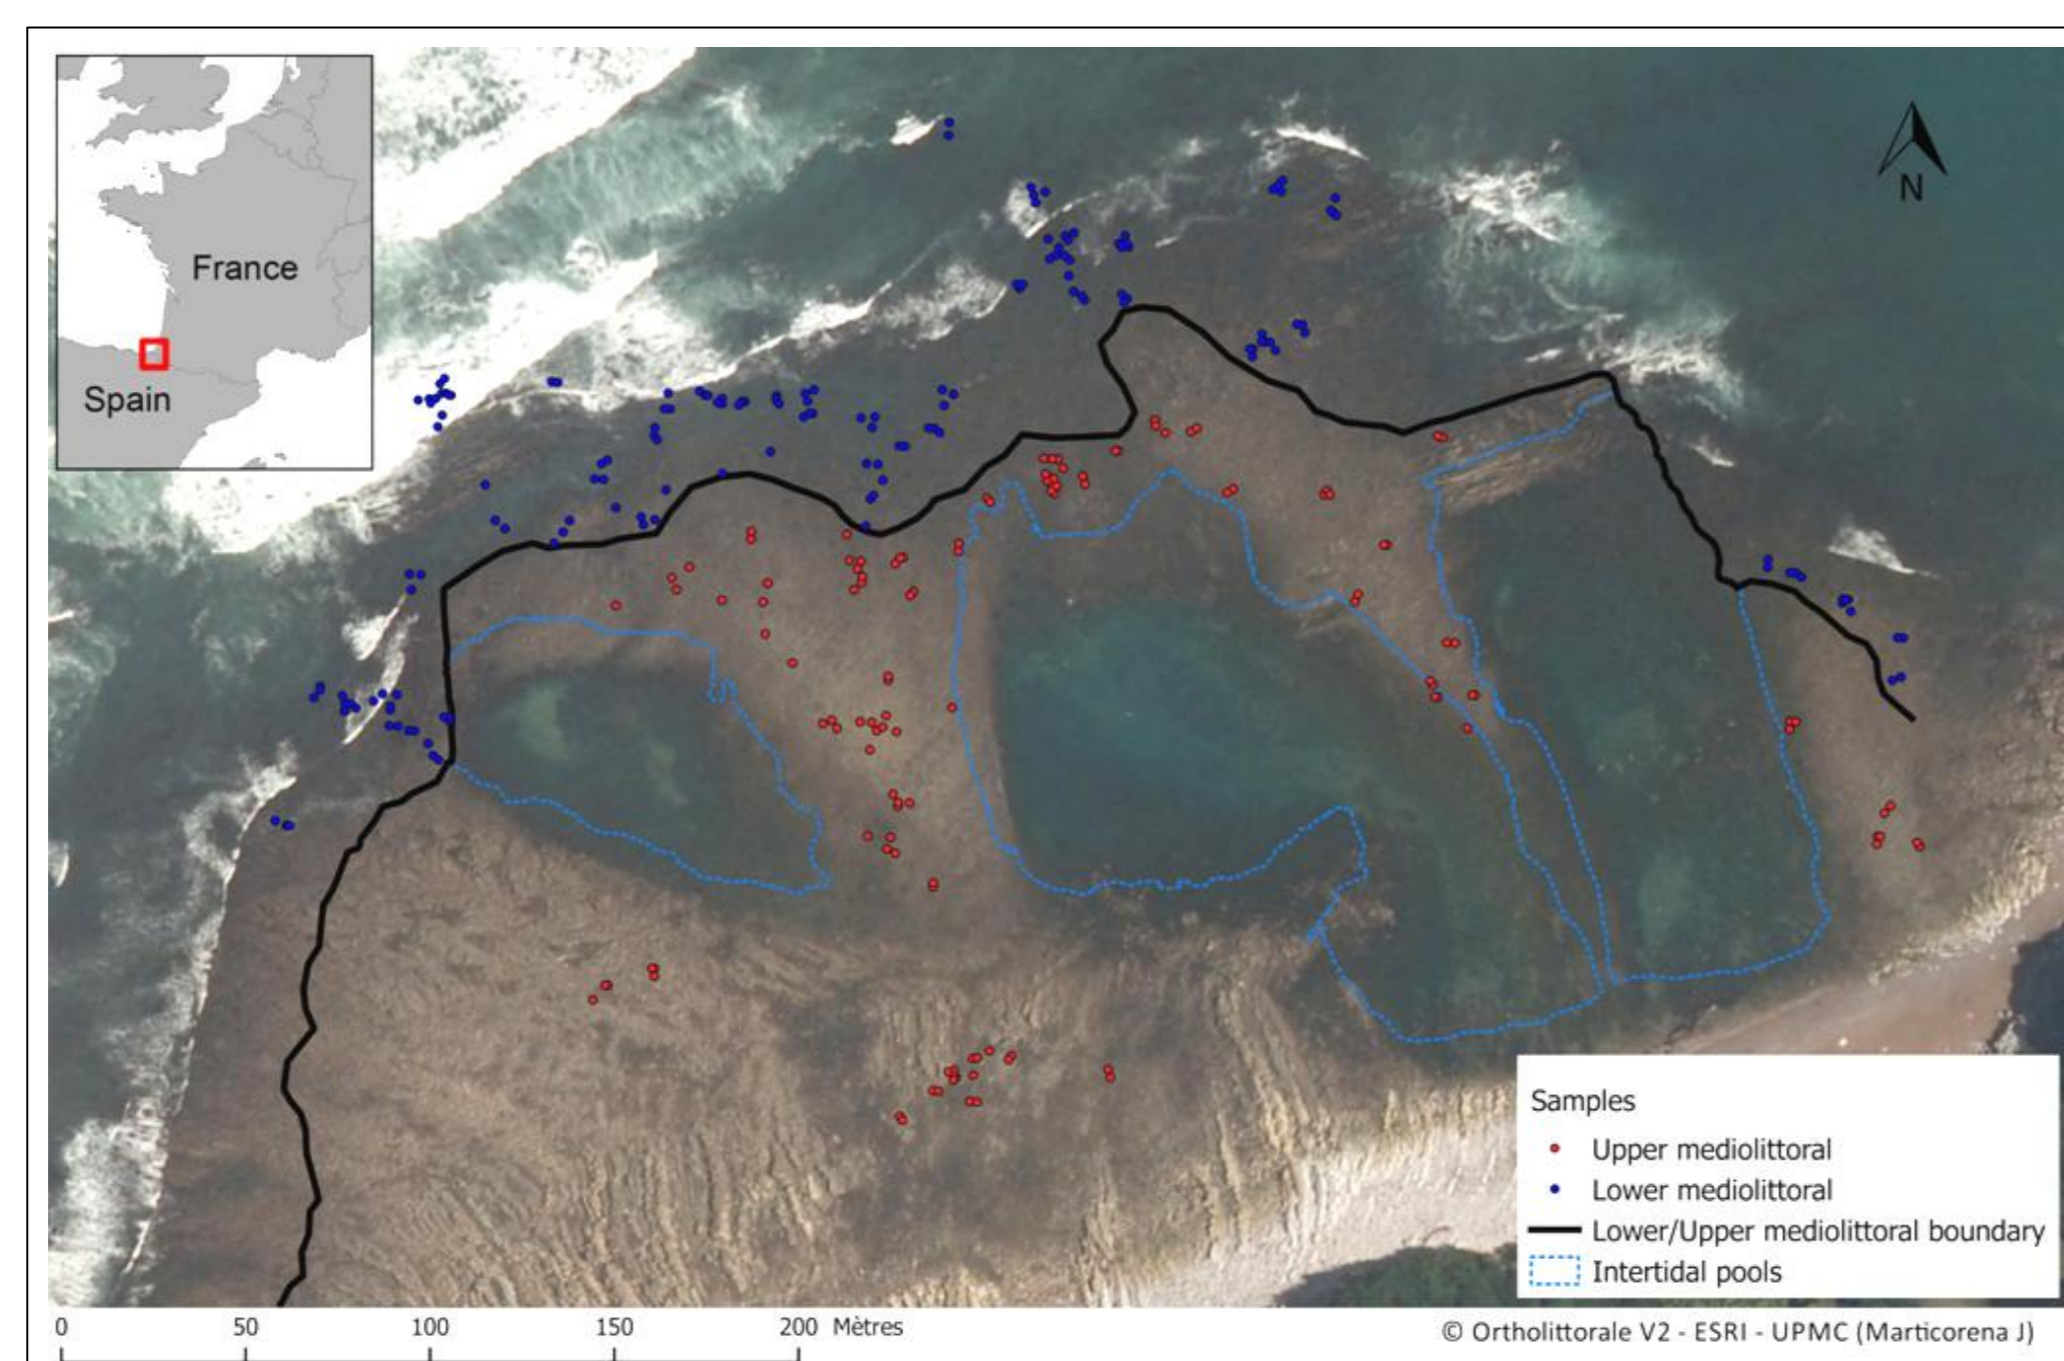 France
Spain
N
Samples
Upper mediolittoral
Lower mediolittoral
Lower/Upper mediolittoral boundary
Intertidal pools
0 50 100 150 200 Mètres
© Ortholittorale V2 - ESRI - UPMC (Marticorena J)